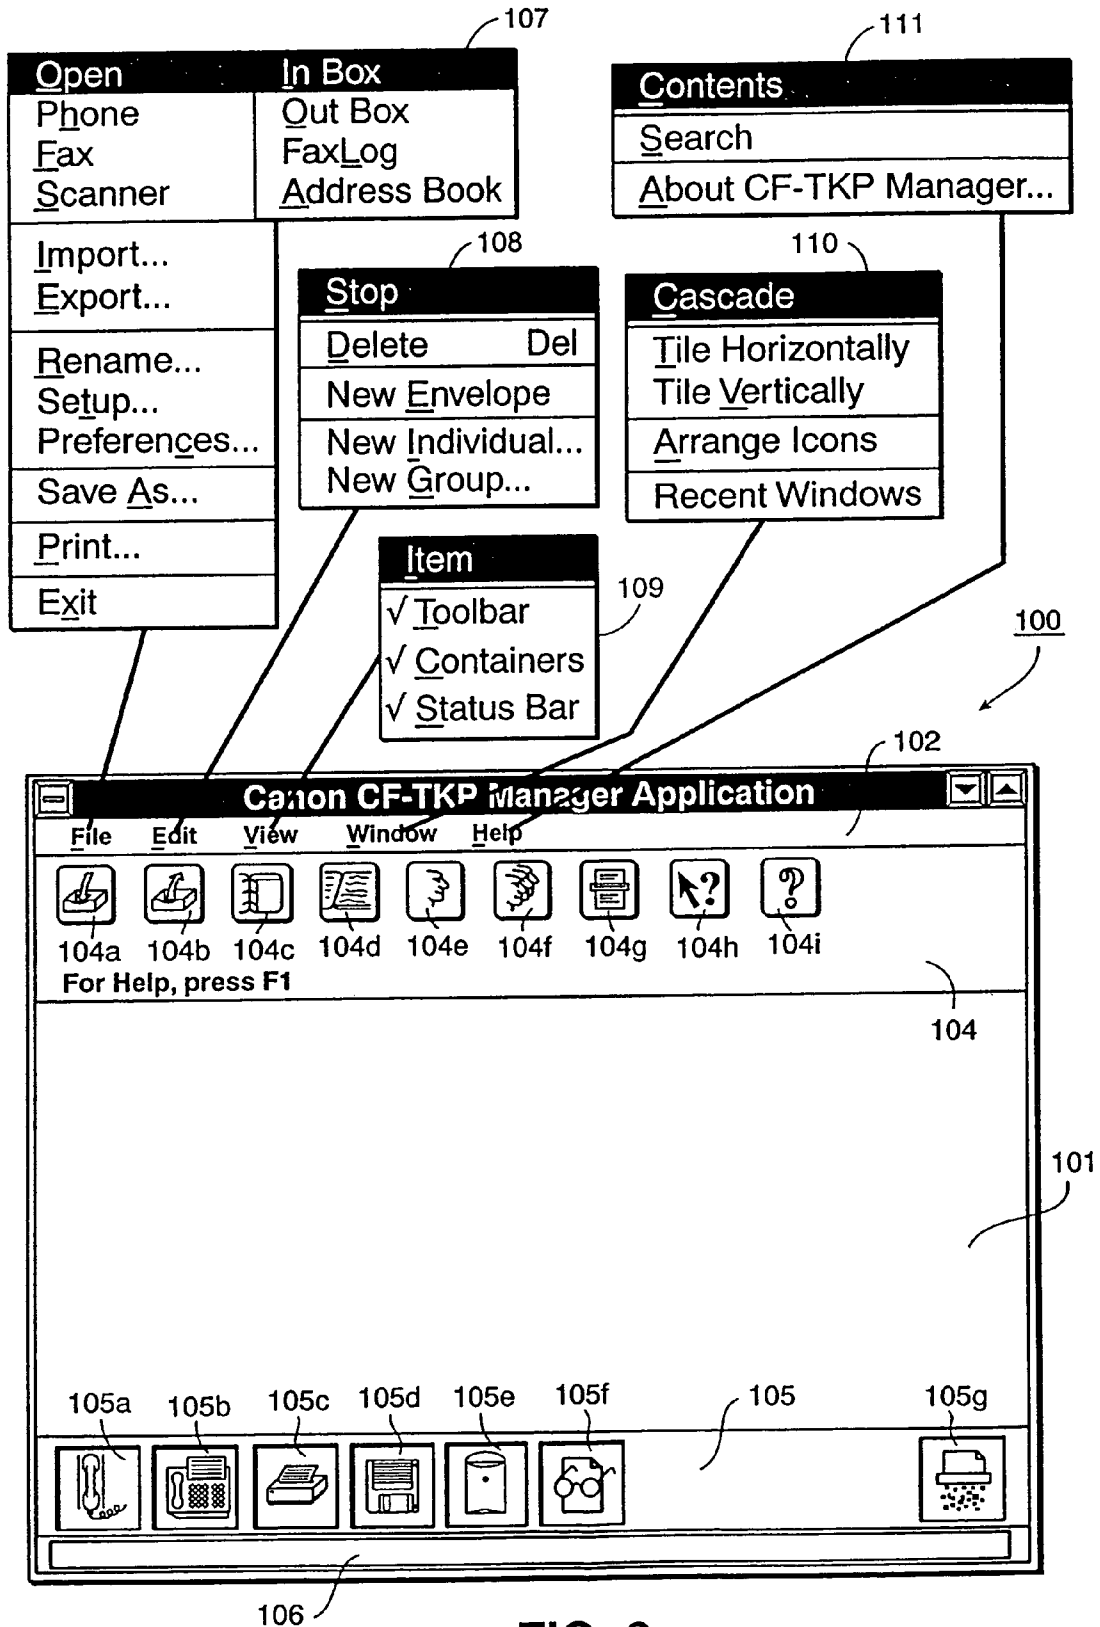 107
Open
Phone
Fax
Scanner
Import...
Export...
Rename...
Setup...
Preferences...
Save As...
Print...
Exit
In Box
Out Box
FaxLog
Address Book
111
Contents
Search
About CF-TKP Manager...
108
Stop
Delete Del
New Envelope
New Individual...
New Group...
110
Cascade
Tile Horizontally
Tile Vertically
Arrange Icons
Recent Windows
Item
√ Toolbar
√ Containers
√ Status Bar
109
100
102
Canon CF-TKP Manager Application
File Edit View Window Help
104a 104b 104c 104d 104e 104f 104g 104h 104i
For Help, press F1
104
101
105a 105b 105c 105d 105e 105f 105 105g
106